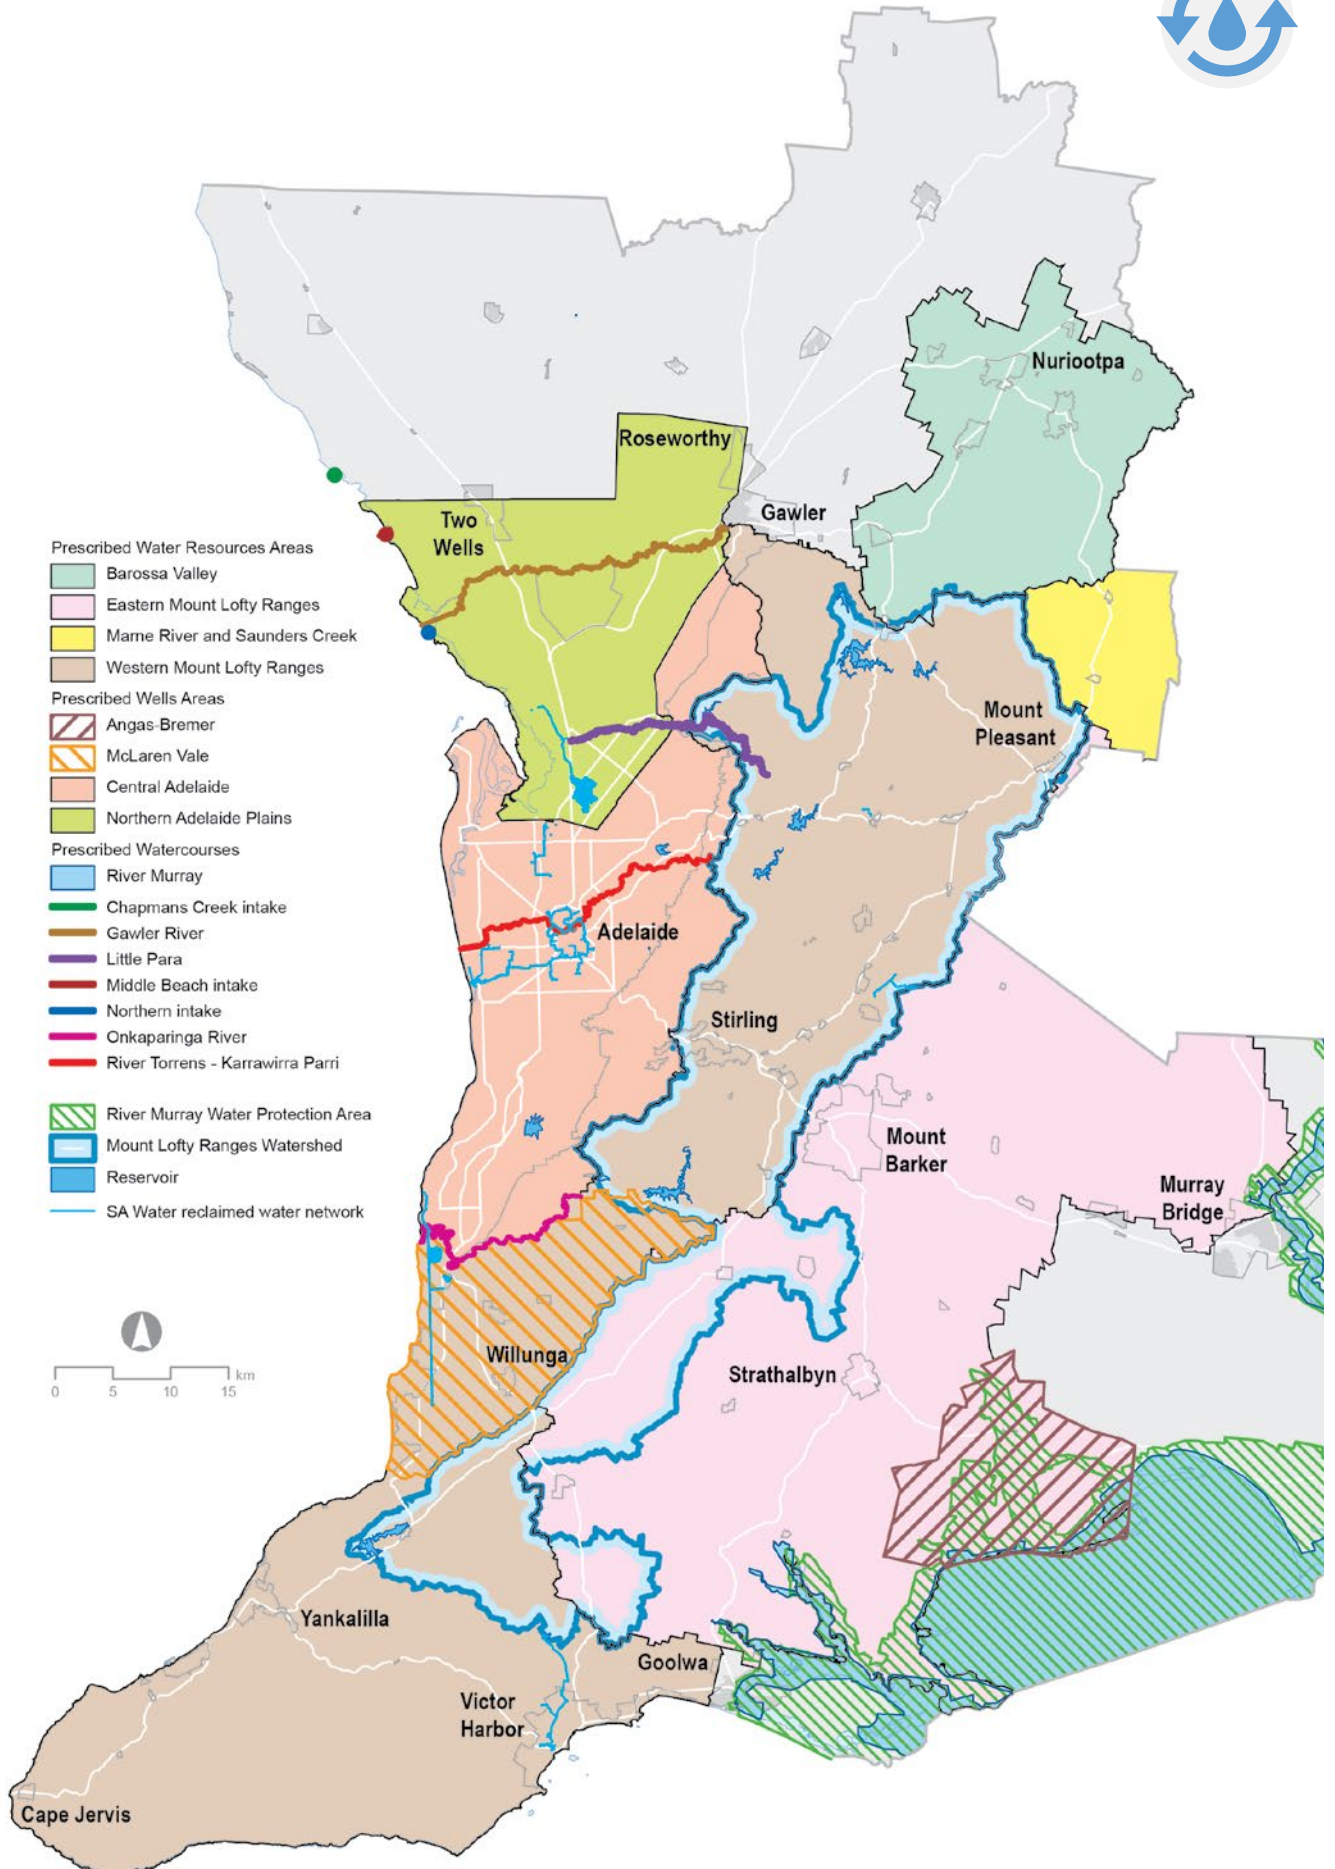 Nuriootpa
Roseworthy
Gawler
Two
Wells
Prescribed Water Resources Areas
Barossa Valley
Eastern Mount Lofty Ranges
Marne River and Saunders Creek
Western Mount Lofty Ranges
Prescribed Wells Areas
Angas-Bremer
McLaren Vale
Central Adelaide
Northern Adelaide Plains
Prescribed Watercourses
River Murray
Chapmans Creek intake
Gawler River
Little Para
Middle Beach intake
Northern intake
Onkaparinga River
River Torrens - Karrawirra Parri
River Murray Water Protection Area
Mount Lofty Ranges Watershed
Reservoir
SA Water reclaimed water network
km
0 5 10 15
Mount
Pleasant
Adelaide
Stirling
Mount
Barker
Murray
Bridge
Willunga
Strathalbyn
Yankalilla
Goolwa
Victor
Harbor
Cape Jervis